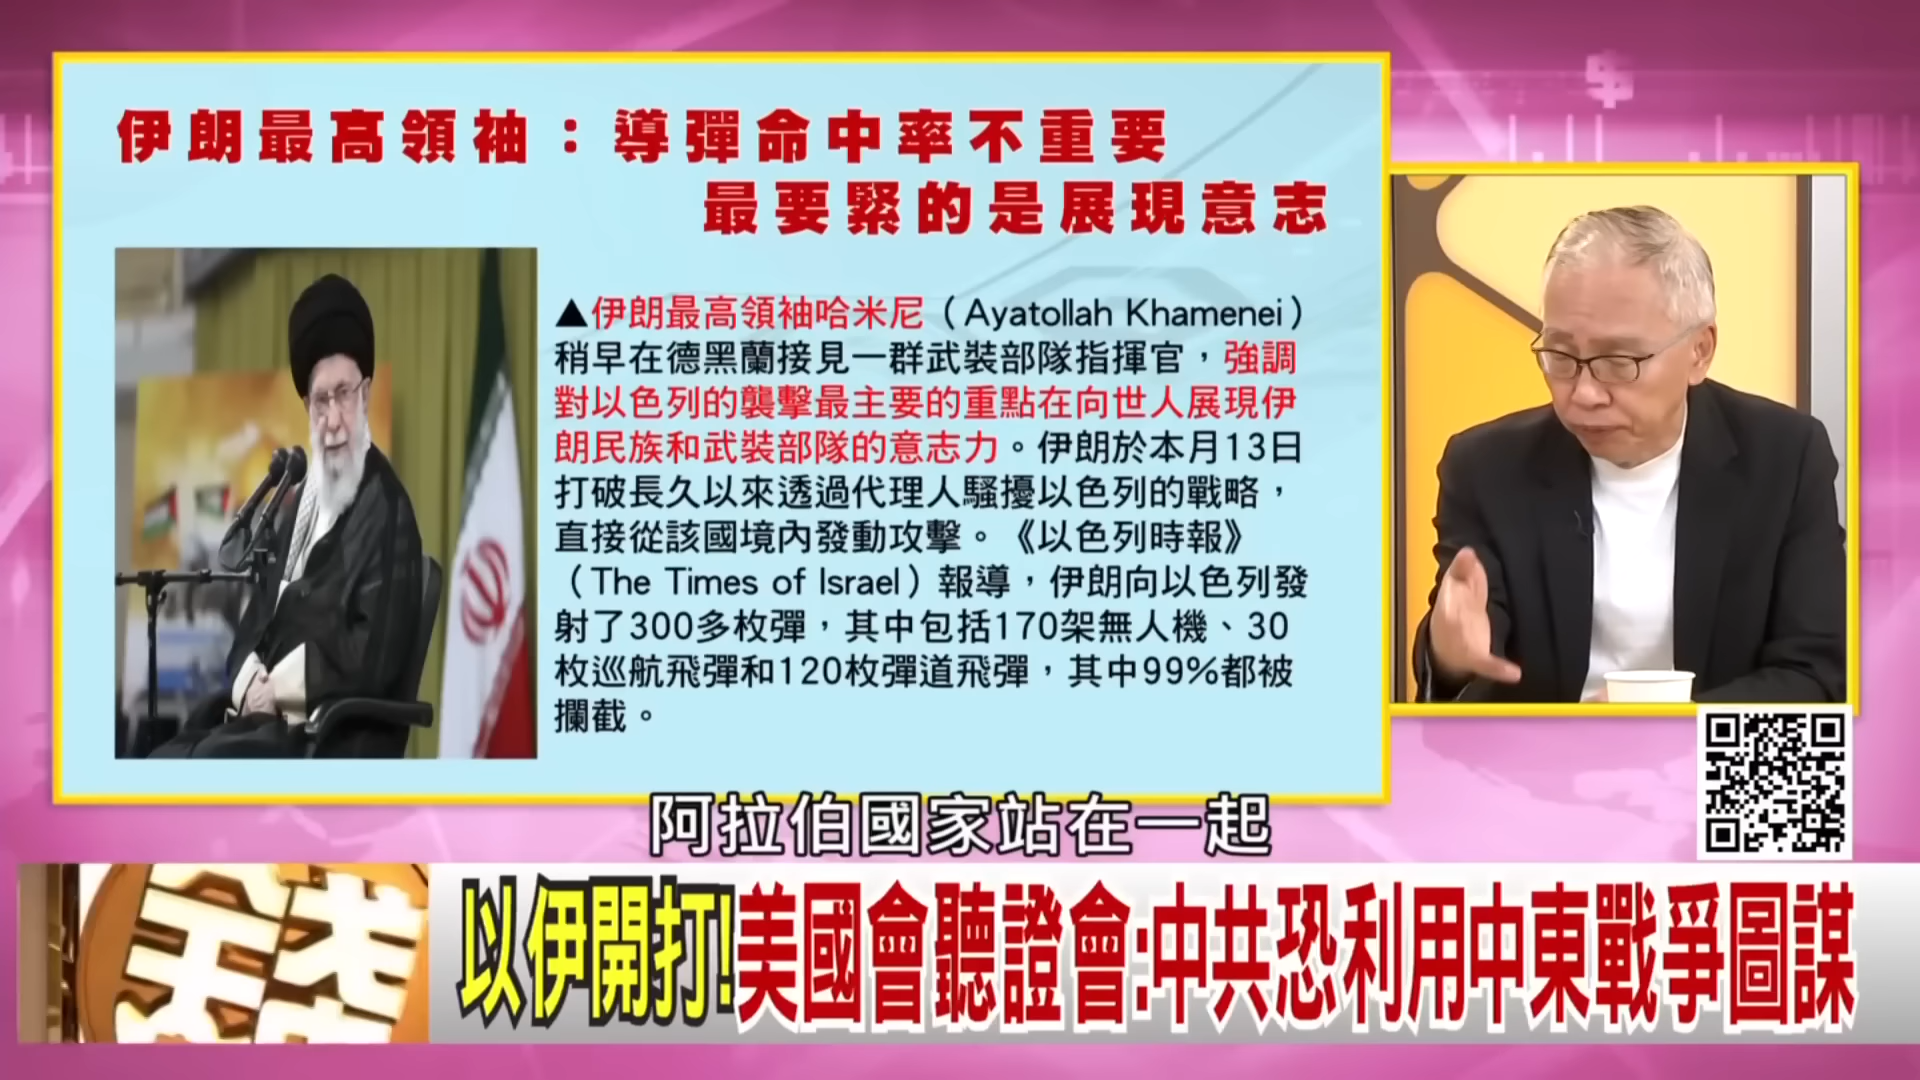 伊朗最高領袖：導彈命中率不重要
最要緊的是展現意志
▲伊朗最高領袖哈米尼（Ayatollah Khamenei）
稍早在德黑蘭接見一群武裝部隊指揮官，強調
對以色列的襲擊最主要的重點在向世人展現伊
朗民族和武裝部隊的意志力。伊朗於本月13日
打破長久以來透過代理人騷擾以色列的戰略，
直接從該國境內發動攻擊。《以色列時報》
（The Times of Israel）報導，伊朗向以色列發
射了300多枚彈，其中包括170架無人機、30
枚巡航飛彈和120枚彈道飛彈，其中99%都被
攔截。
阿拉伯國家站在一起
以伊開打!美國會聽證會:中共恐利用中東戰爭圖謀